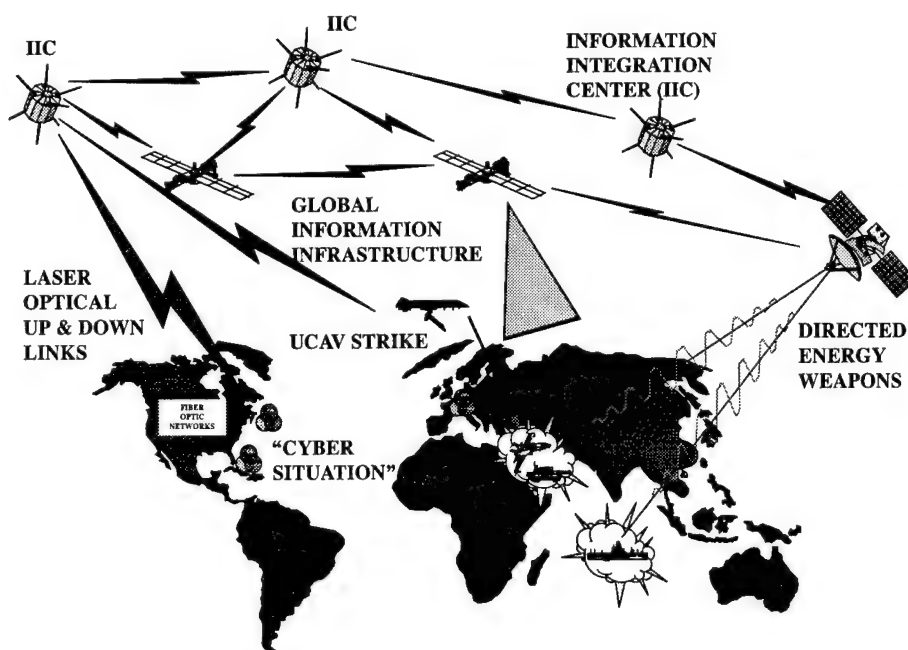 IIC
IIC
INFORMATION
INTEGRATION
CENTER (IIC)
GLOBAL
INFORMATION
INFRASTRUCTURE
LASER
OPTICAL
UP & DOWN
LINKS
UCAV STRIKE
DIRECTED
ENERGY
WEAPONS
FIBER
OPTIC
NETWORKS
“CYBER
SITUATION”